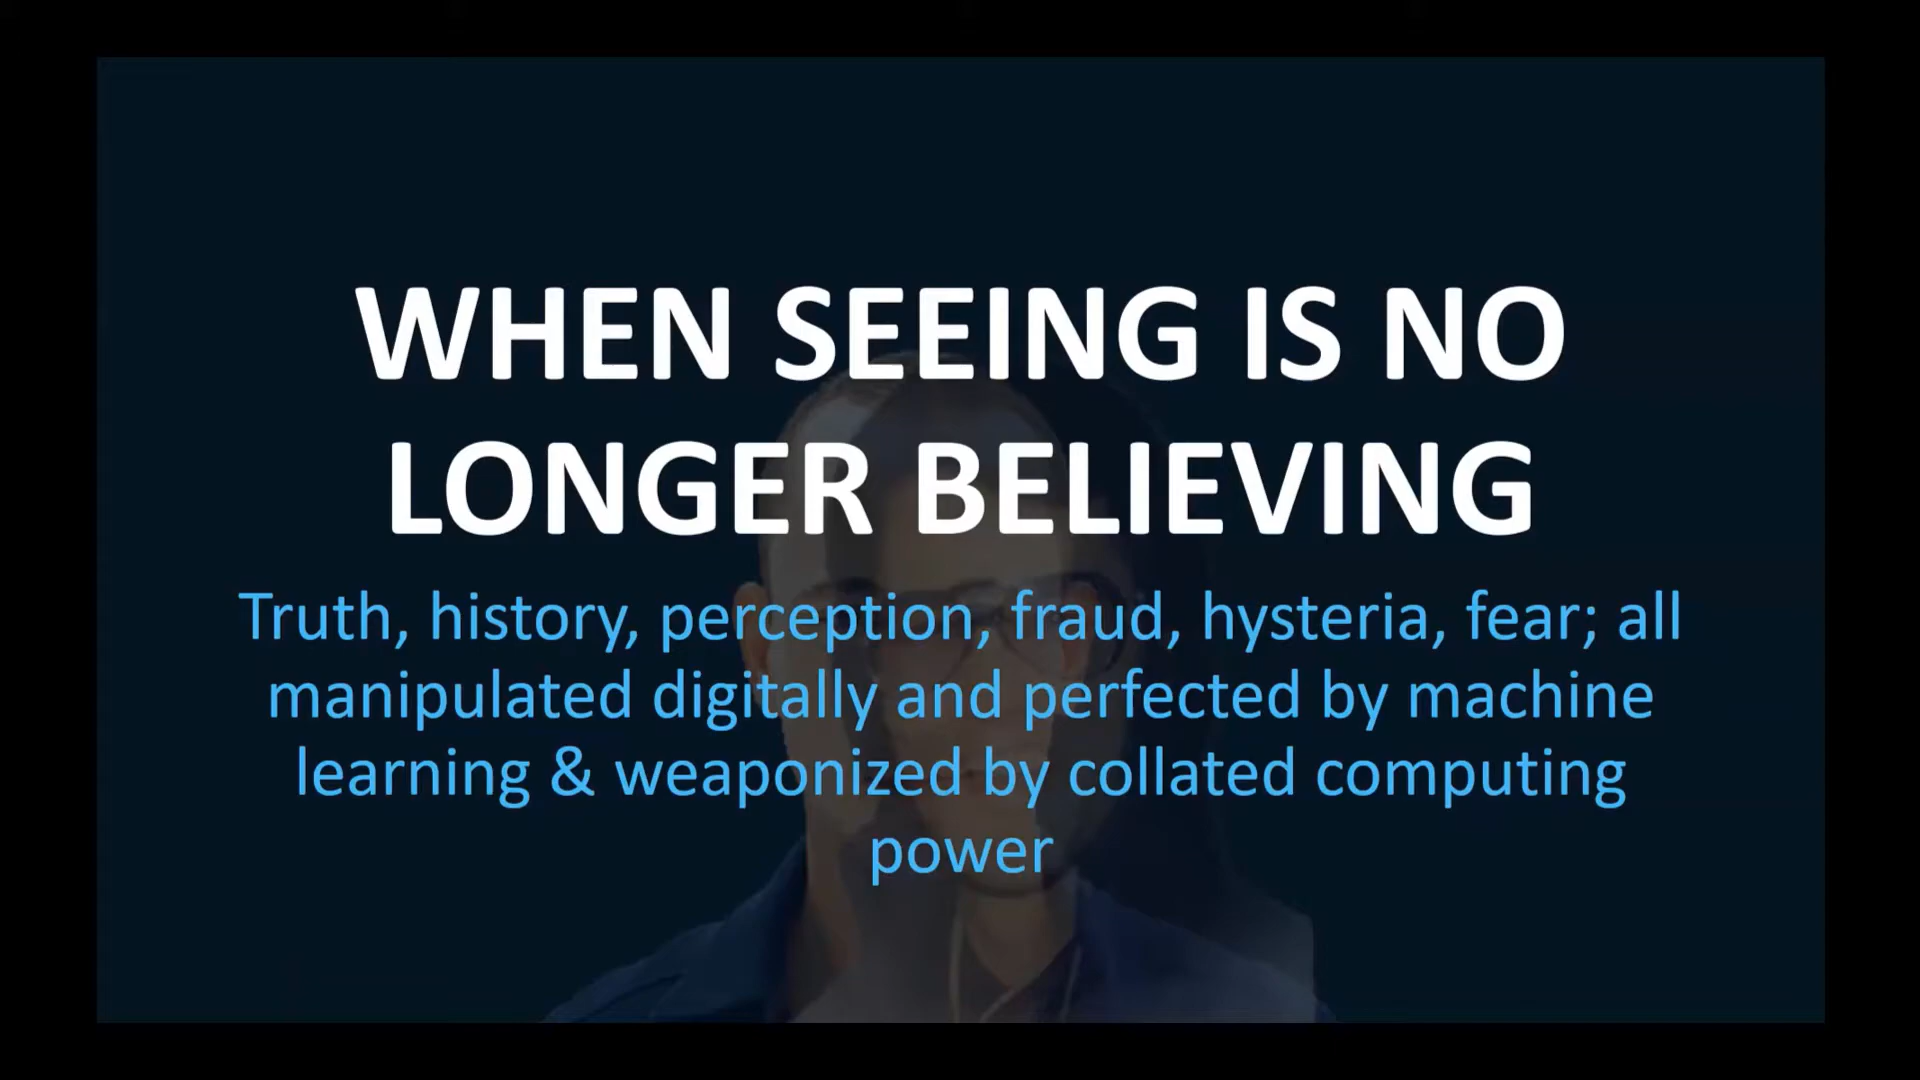 WHEN SEEING IS NO
LONGER BELIEVING
Truth, history, perception, fraud, hysteria, fear; all
manipulated digitally and perfected by machine
learning & weaponized by collated computing
power